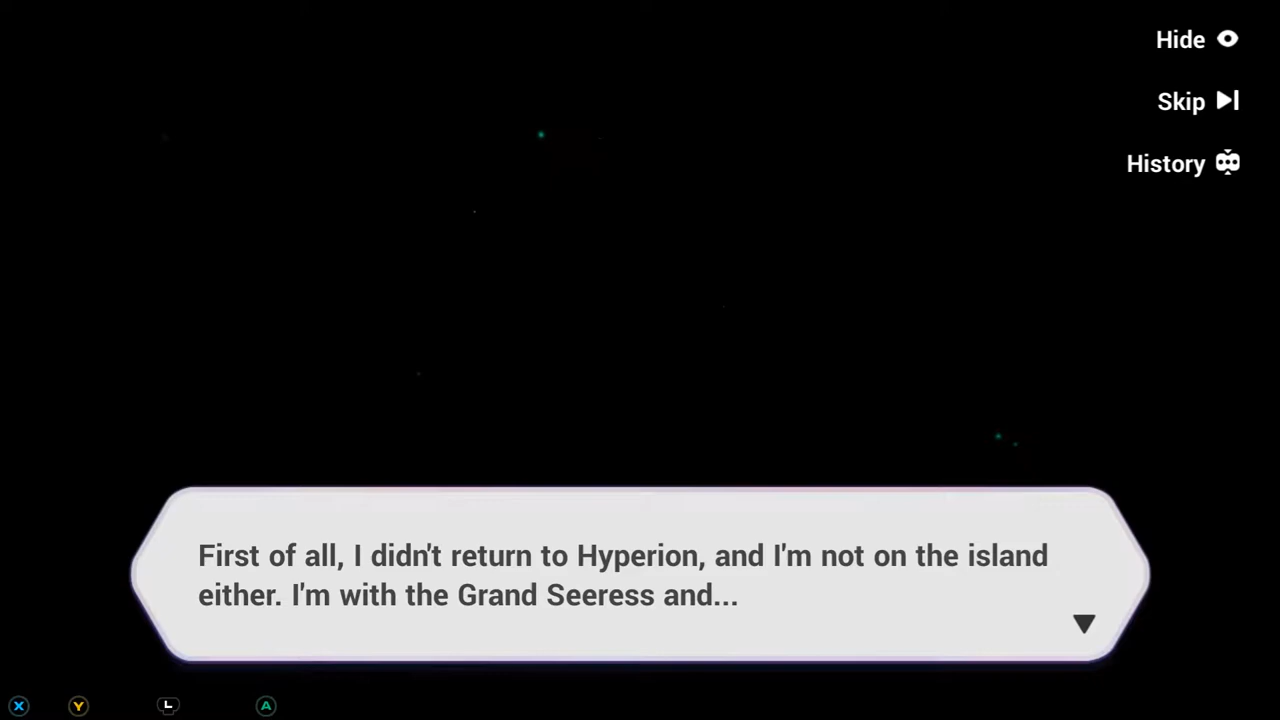 Hide
Skip
History
First of all, I didn't return to Hyperion, and I'm not on the island
either. I'm with the Grand Seeress and...
X Y L A